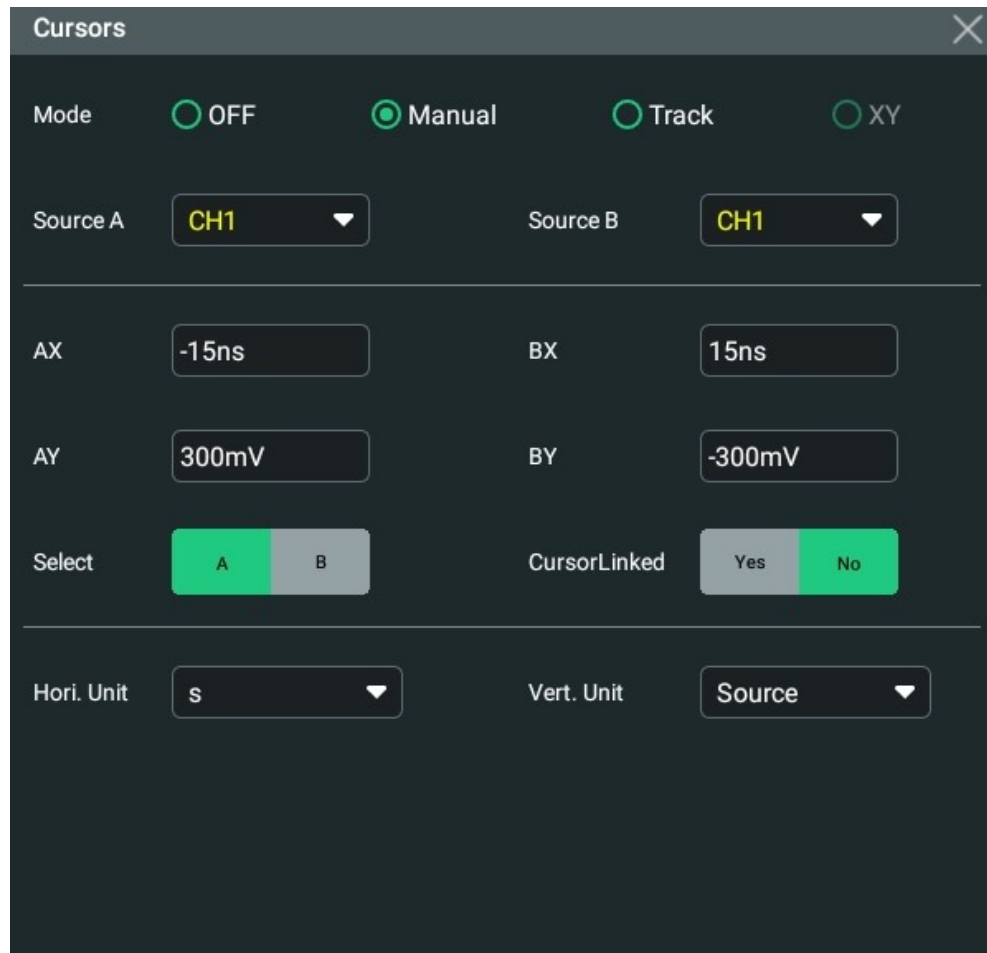 Cursors
Mode OFF Manual Track XY
Source A CH1 Source B CH1
AX -15ns BX 15ns
AY 300mV BY -300mV
Select A B CursorLinked Yes No
Hori. Unit s Vert. Unit Source